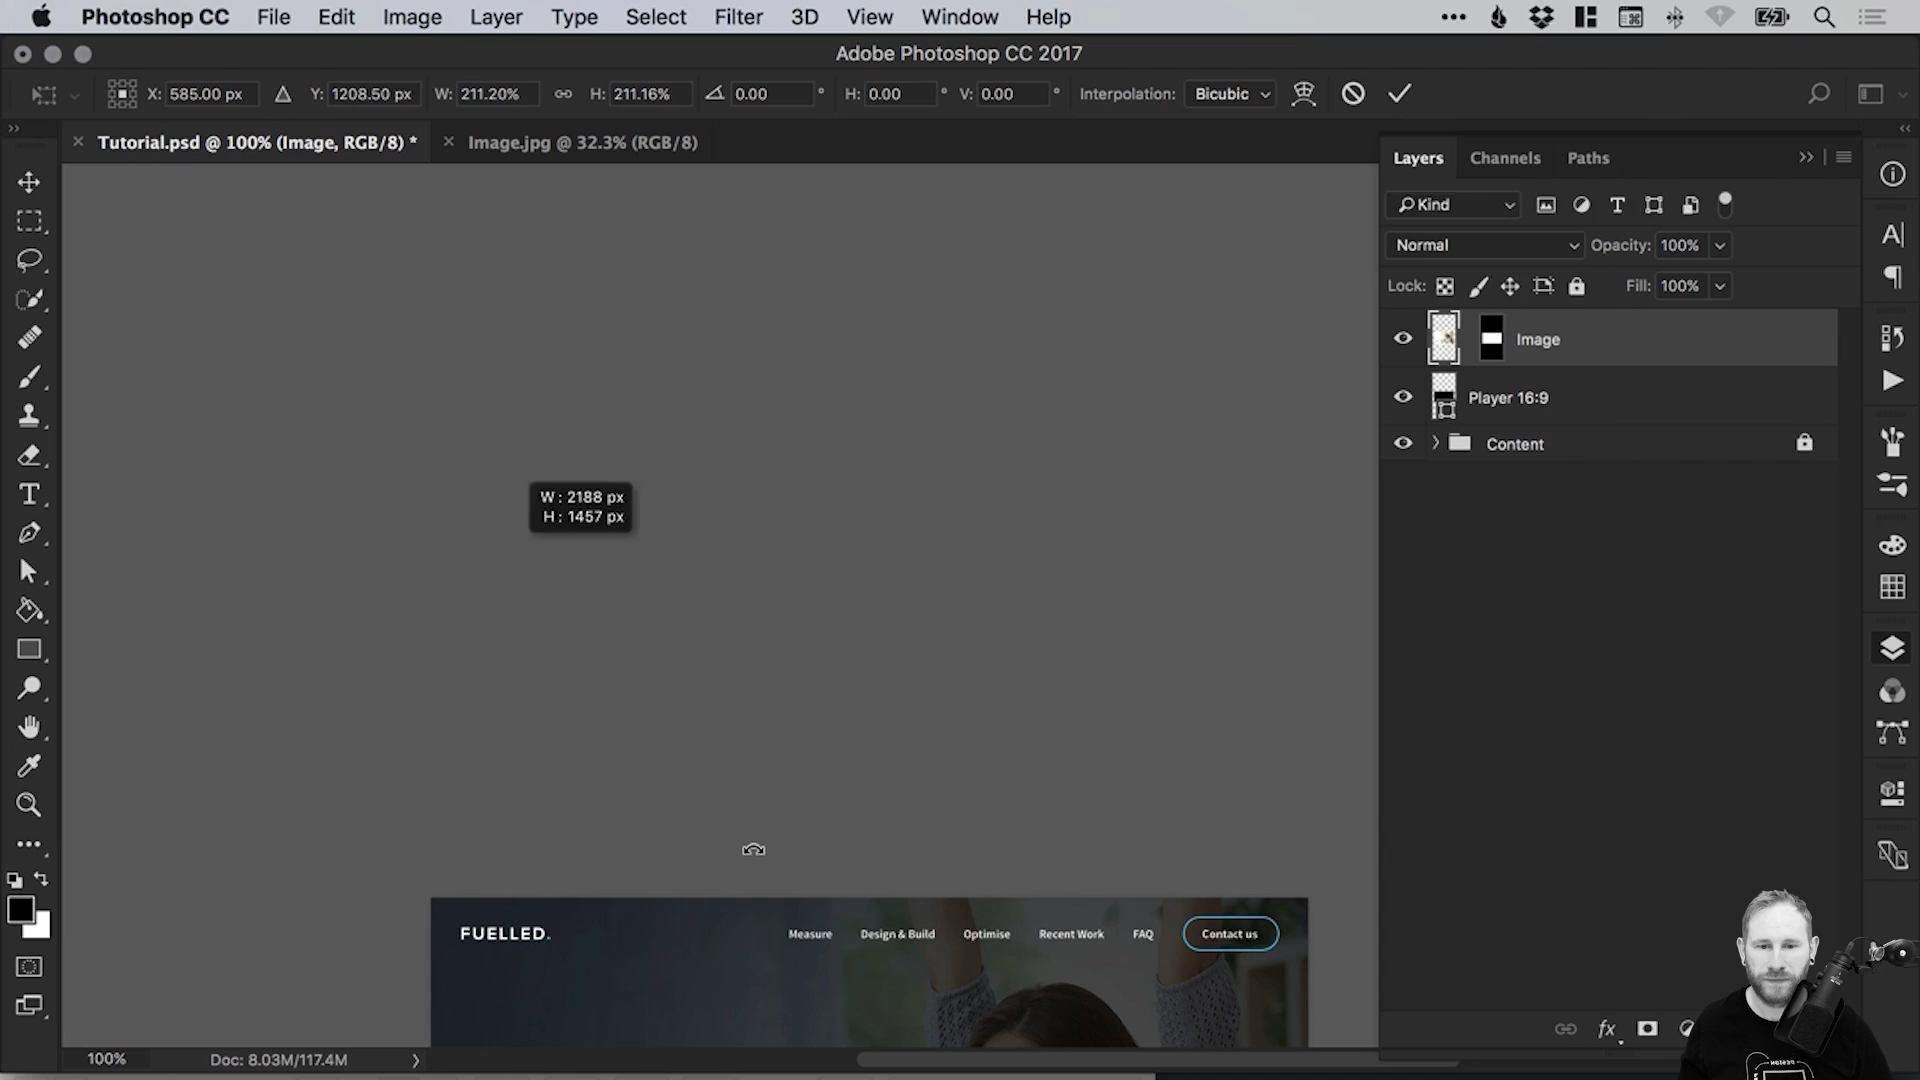 Photoshop CC File Edit Image Layer Type Select Filter 3D View Window Help
Adobe Photoshop CC 2017
X: 585.00 px Y: 1208.50 px W: 211.20% H: 211.16% 0.00 ° H: 0.00 ° V: 0.00 ° Interpolation: Bicubic
Tutorial.psd @ 100% (Image, RGB/8) * Image.jpg @ 32.3% (RGB/8)
Layers Channels Paths
Kind
Normal Opacity: 100%
Lock: Fill: 100%
Image
Player 16:9
Content
W : 2188 px
H : 1457 px
FUELLED. Measure Design & Build Optimise Recent Work FAQ Contact us
100% Doc: 8.03M/117.4M